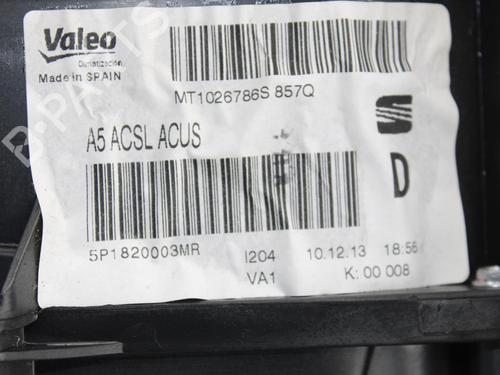 Valeo
Climatización
Made in SPAIN
MT1026786S 857Q
A5 ACSL ACUS
D
5P1820003MR I204 10.12.13 18:56
VA1 K: 00 008
B-PARTS